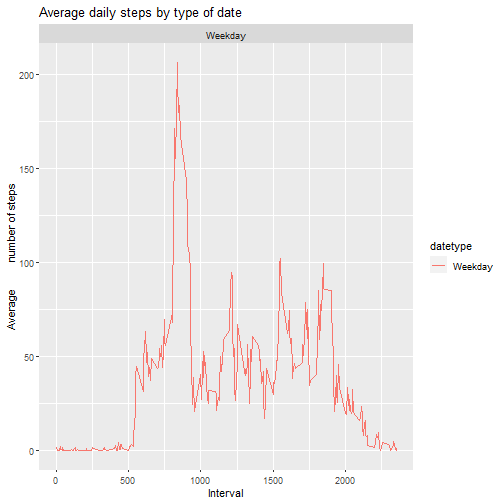 Average daily steps by type of date
Weekday
200
150
100
50
0
Average number of steps
0
500
1000
1500
2000
Interval
datetype
Weekday